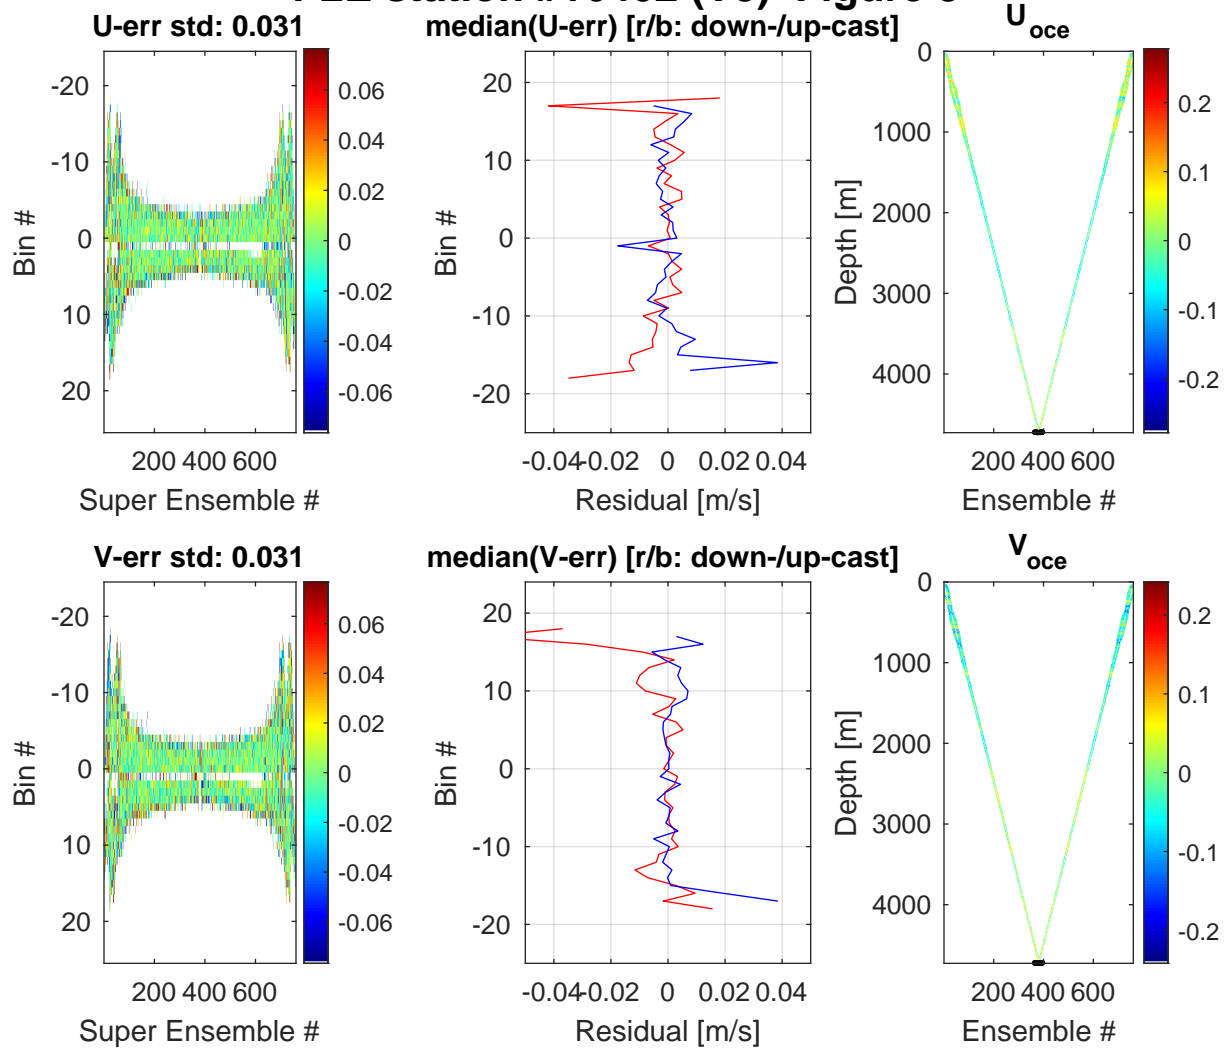 U-err std: 0.031
median(U-err) [r/b: down-/up-cast]
U_oce
-20
-10
0
10
20
Bin #
200 400 600
Super Ensemble #
0.06
0.04
0.02
0
-0.02
-0.04
-0.06
20
10
0
-10
-20
Bin #
-0.04 -0.02 0 0.02 0.04
Residual [m/s]
0
1000
2000
3000
4000
Depth [m]
200 400 600
Ensemble #
0.2
0.1
0
-0.1
-0.2
V-err std: 0.031
median(V-err) [r/b: down-/up-cast]
V_oce
-20
-10
0
10
20
Bin #
200 400 600
Super Ensemble #
0.06
0.04
0.02
0
-0.02
-0.04
-0.06
20
10
0
-10
-20
Bin #
-0.04 -0.02 0 0.02 0.04
Residual [m/s]
0
1000
2000
3000
4000
Depth [m]
200 400 600
Ensemble #
0.2
0.1
0
-0.1
-0.2